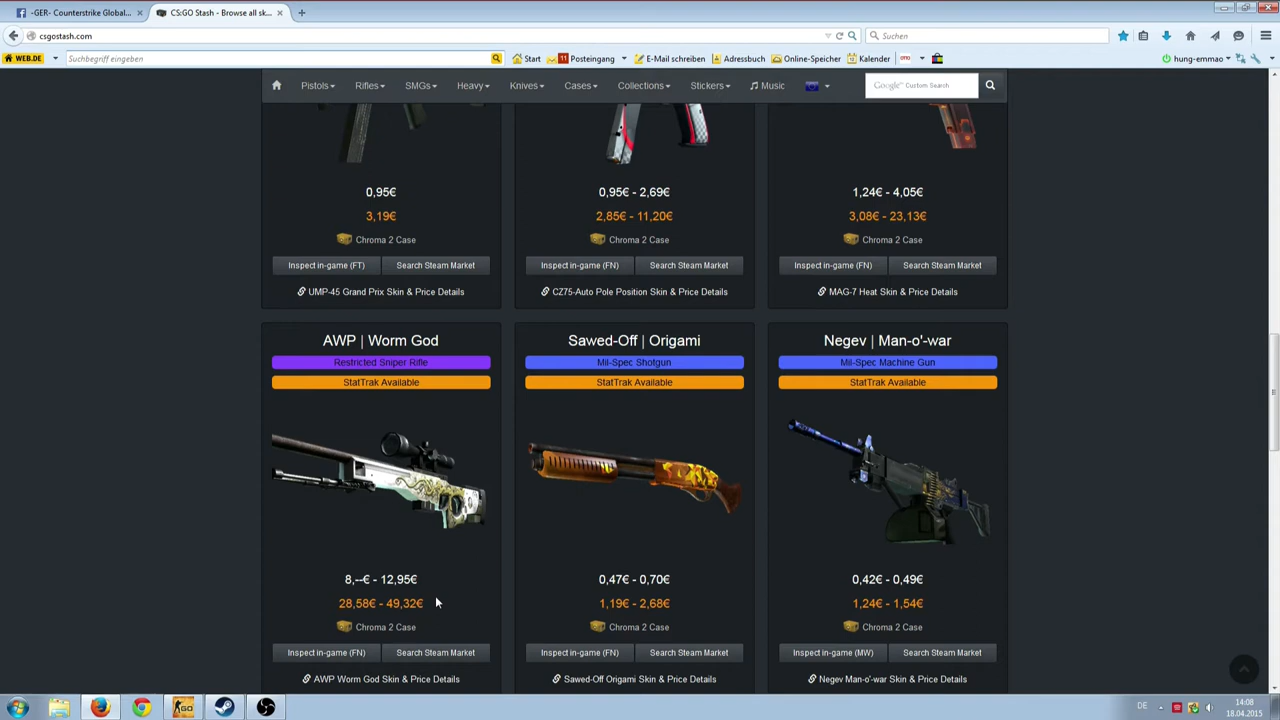 -GER- Counterstrike Global... ×
CS:GO Stash - Browse all sk... ×
csgostash.com
Suchen
WEB.DE
Suchbegriff eingeben
Start
11 Posteingang
E-Mail schreiben
Adressbuch
Online-Speicher
Kalender
OTTO
hung-emmao
Pistols Rifles SMGs Heavy Knives Cases Collections Stickers Music
Google™ Custom Search
0,95€
3,19€
Chroma 2 Case
Inspect in-game (FT) Search Steam Market
UMP-45 Grand Prix Skin & Price Details
0,95€ - 2,69€
2,85€ - 11,20€
Chroma 2 Case
Inspect in-game (FN) Search Steam Market
CZ75-Auto Pole Position Skin & Price Details
1,24€ - 4,05€
3,08€ - 23,13€
Chroma 2 Case
Inspect in-game (FN) Search Steam Market
MAG-7 Heat Skin & Price Details
AWP | Worm God
Restricted Sniper Rifle
StatTrak Available
8,--€ - 12,95€
28,58€ - 49,32€
Chroma 2 Case
Inspect in-game (FN) Search Steam Market
AWP Worm God Skin & Price Details
Sawed-Off | Origami
Mil-Spec Shotgun
StatTrak Available
0,47€ - 0,70€
1,19€ - 2,68€
Chroma 2 Case
Inspect in-game (FN) Search Steam Market
Sawed-Off Origami Skin & Price Details
Negev | Man-o'-war
Mil-Spec Machine Gun
StatTrak Available
0,42€ - 0,49€
1,24€ - 1,54€
Chroma 2 Case
Inspect in-game (MW) Search Steam Market
Negev Man-o'-war Skin & Price Details
GO
DE
14:08
18.04.2015